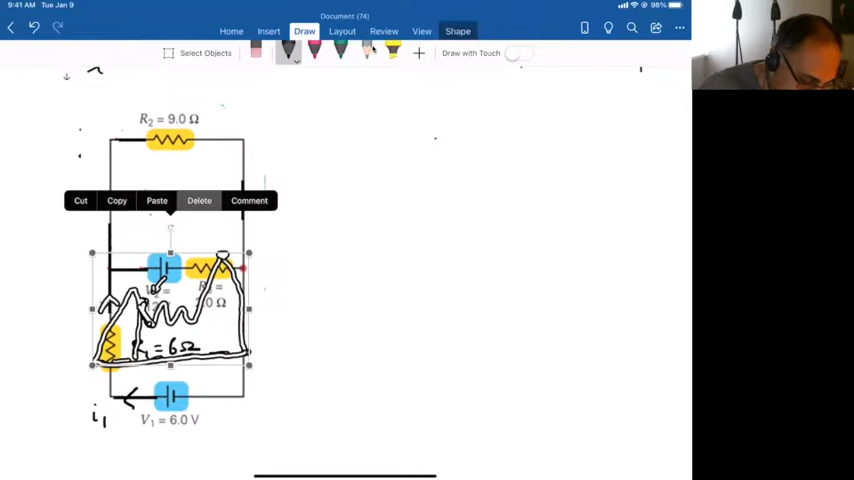 9:41 AM Tue Jan 9
98%
Document (74)
Home Insert Draw Layout Review View Shape
Select Objects
Draw with Touch
R₂ = 9.0 Ω
Cut Copy Paste Delete Comment
= 6Ω
i₁
V₁ = 6.0 V